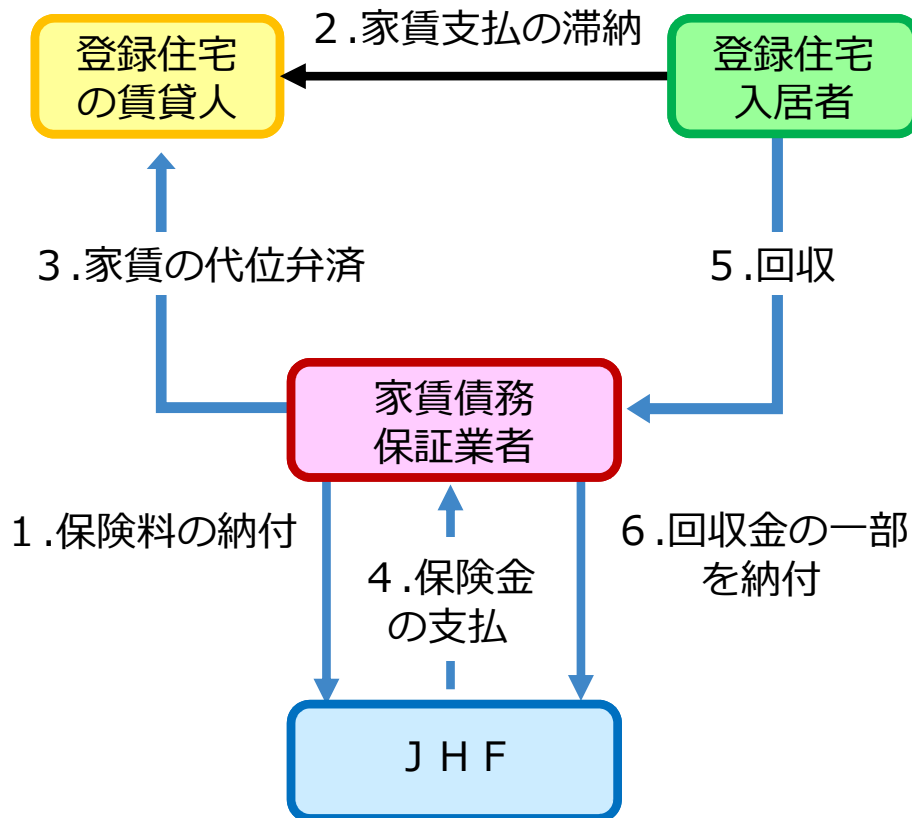 2.家賃支払の滞納
登録住宅
の賃貸人
登録住宅
入居者
3.家賃の代位弁済
5.回収
家賃債務
保証業者
1.保険料の納付
4.保険金
の支払
6.回収金の一部
を納付
JHF